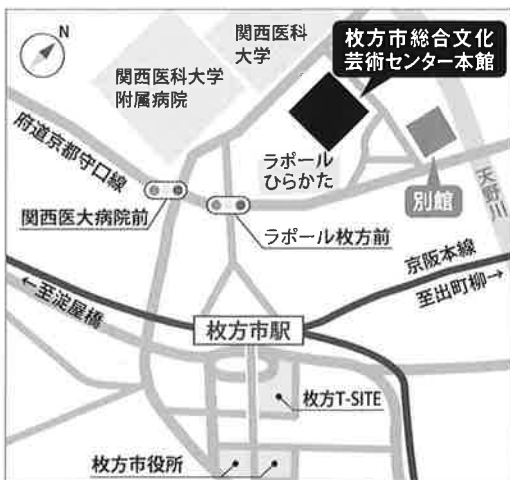 N
関西医科
大学
枚方市総合文化
芸術センター本館
関西医科大学
附属病院
府道京都守口線
ラポール
ひらかた
別館
天野川
関西医大病院前
ラポール枚方前
京阪本線
←至淀屋橋
至出町柳→
枚方市駅
枚方T-SITE
枚方市役所